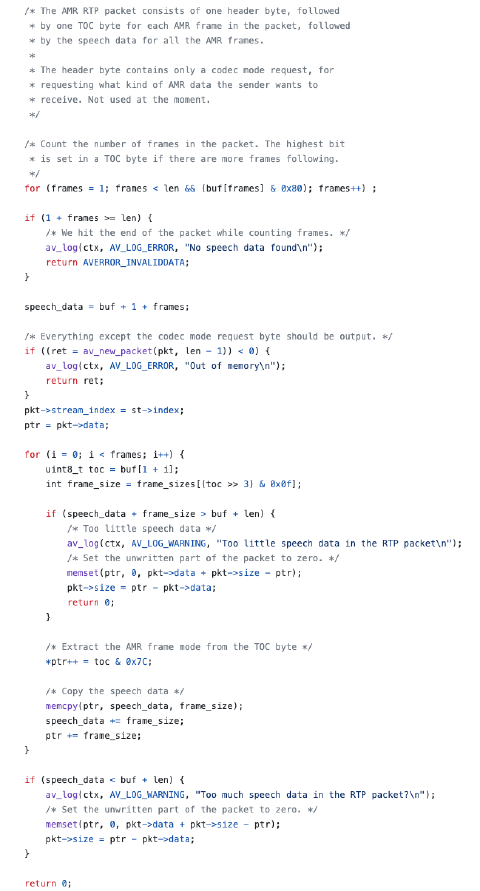 /* The AMR RTP packet consists of one header byte, followed
 * by one TOC byte for each AMR frame in the packet, followed
 * by the speech data for all the AMR frames.
 *
 * The header byte contains only a codec mode request, for
 * requesting what kind of AMR data the sender wants to
 * receive. Not used at the moment.
 */

/* Count the number of frames in the packet. The highest bit
 * is set in a TOC byte if there are more frames following.
 */
for (frames = 1; frames < len && (buf[frames] & 0x80); frames++) ;

if (1 + frames >= len) {
    /* We hit the end of the packet while counting frames. */
    av_log(ctx, AV_LOG_ERROR, "No speech data found\n");
    return AVERROR_INVALIDDATA;
}

speech_data = buf + 1 + frames;

/* Everything except the codec mode request byte should be output. */
if ((ret = av_new_packet(pkt, len - 1)) < 0) {
    av_log(ctx, AV_LOG_ERROR, "Out of memory\n");
    return ret;
}
pkt->stream_index = st->index;
ptr = pkt->data;

for (i = 0; i < frames; i++) {
    uint8_t toc = buf[1 + i];
    int frame_size = frame_sizes[(toc >> 3) & 0x0f];

    if (speech_data + frame_size > buf + len) {
        /* Too little speech data */
        av_log(ctx, AV_LOG_WARNING, "Too little speech data in the RTP packet\n");
        /* Set the unwritten part of the packet to zero. */
        memset(ptr, 0, pkt->data + pkt->size - ptr);
        pkt->size = ptr - pkt->data;
        return 0;
    }

    /* Extract the AMR frame mode from the TOC byte */
    *ptr++ = toc & 0x7C;

    /* Copy the speech data */
    memcpy(ptr, speech_data, frame_size);
    speech_data += frame_size;
    ptr += frame_size;
}

if (speech_data < buf + len) {
    av_log(ctx, AV_LOG_WARNING, "Too much speech data in the RTP packet?\n");
    /* Set the unwritten part of the packet to zero. */
    memset(ptr, 0, pkt->data + pkt->size - ptr);
    pkt->size = ptr - pkt->data;
}

return 0;